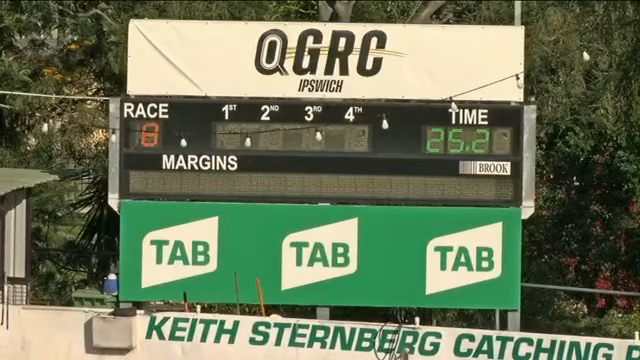 QGRC
IPSWICH
RACE 1ST 2ND 3RD 4TH TIME
8 25.2
MARGINS BROOK
TAB TAB TAB
KEITH STERNBERG CATCHING